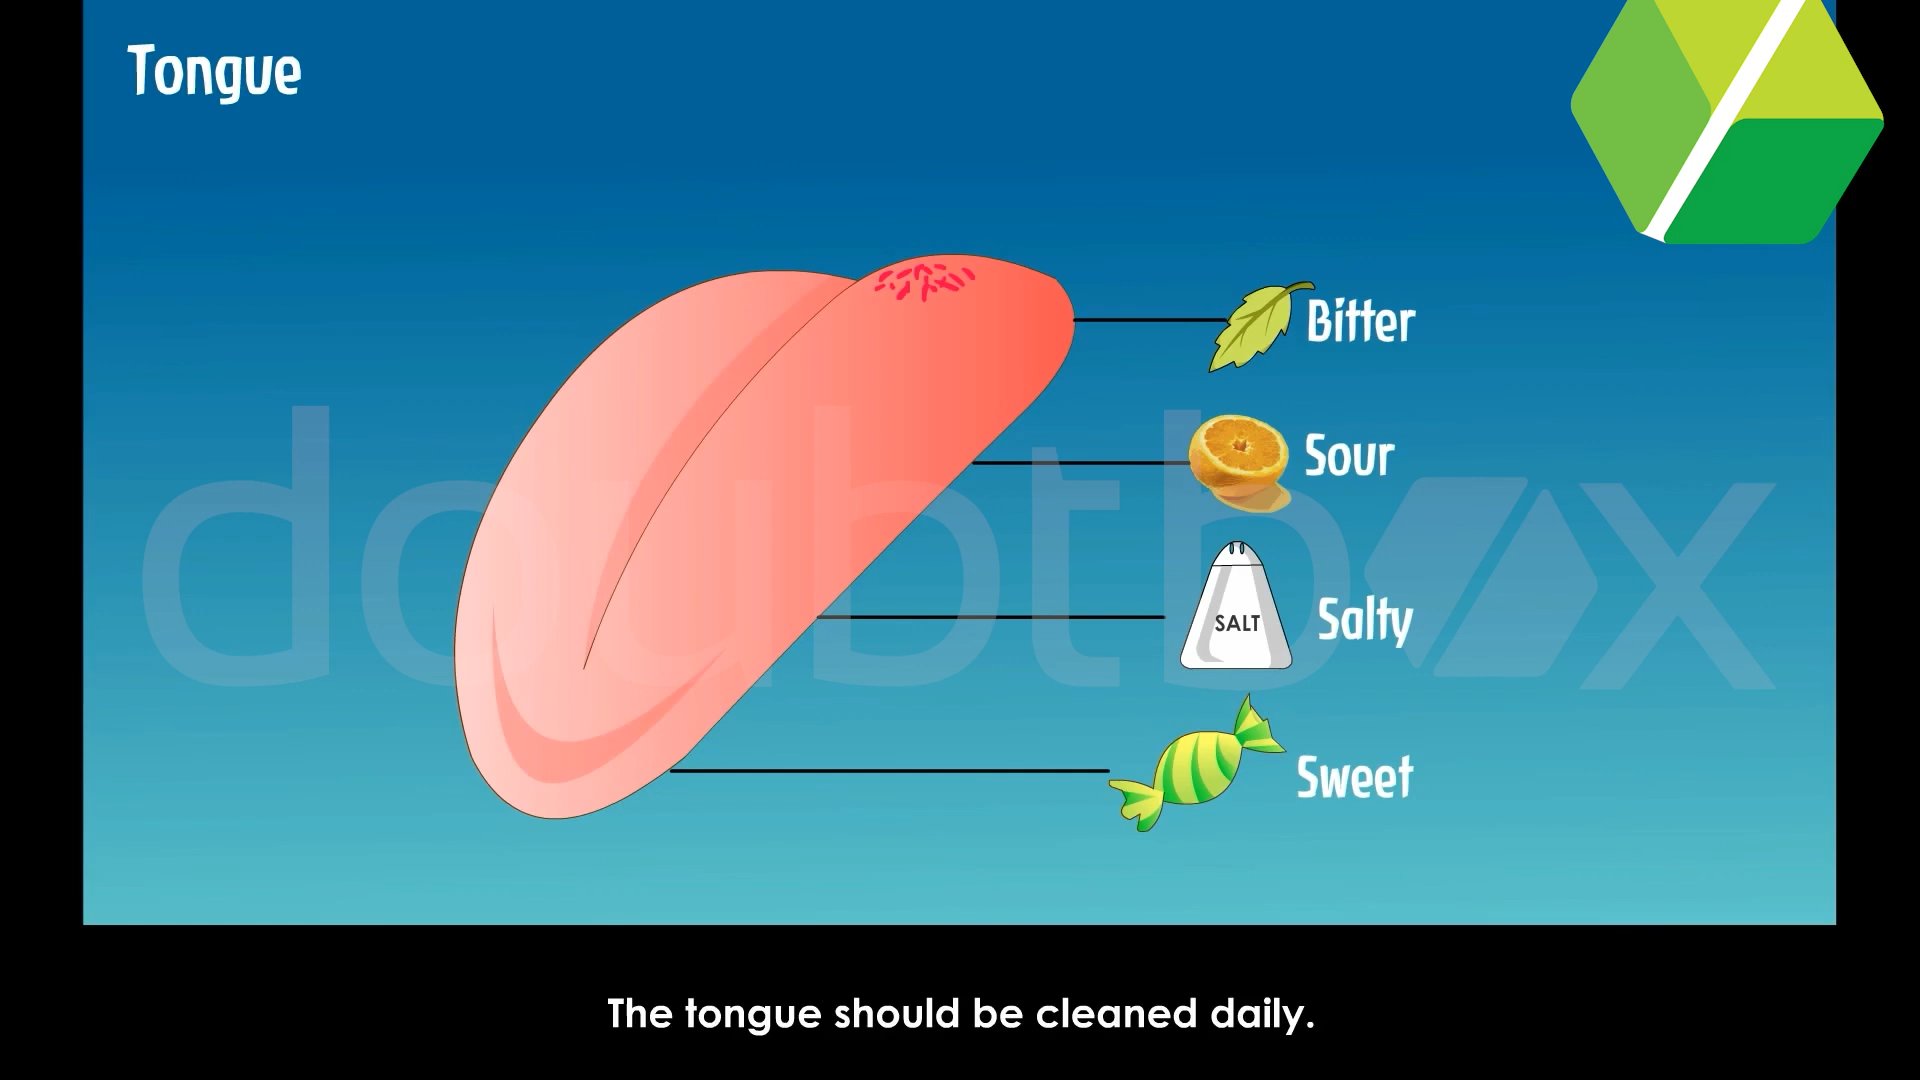 Tongue
Bitter
Sour
SALT
Salty
Sweet
doubtbox
The tongue should be cleaned daily.